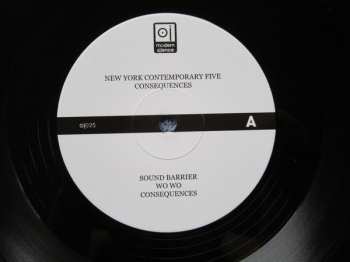 modern
silence
NEW YORK CONTEMPORARY FIVE
CONSEQUENCES
A
SOUND BARRIER
WO WO
CONSEQUENCES